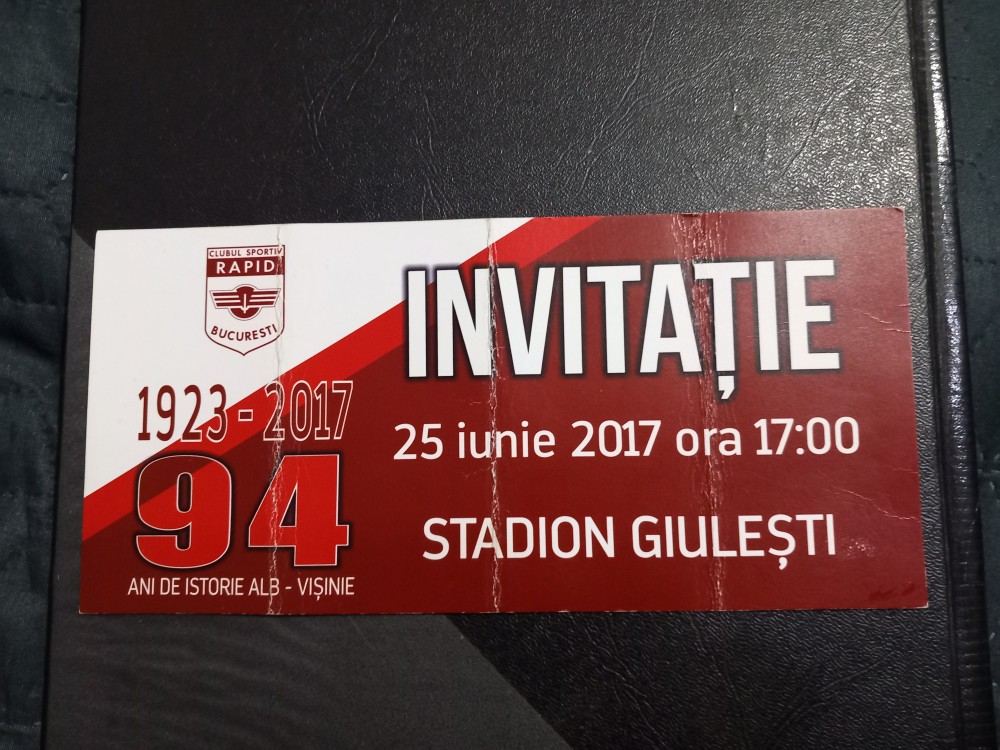 CLUBUL SPORTIV
RAPID
BUCUREȘTI
1923-2017
94
ANI DE ISTORIE ALB - VIȘINIE
INVITAȚIE
25 iunie 2017 ora 17:00
STADION GIULEȘTI